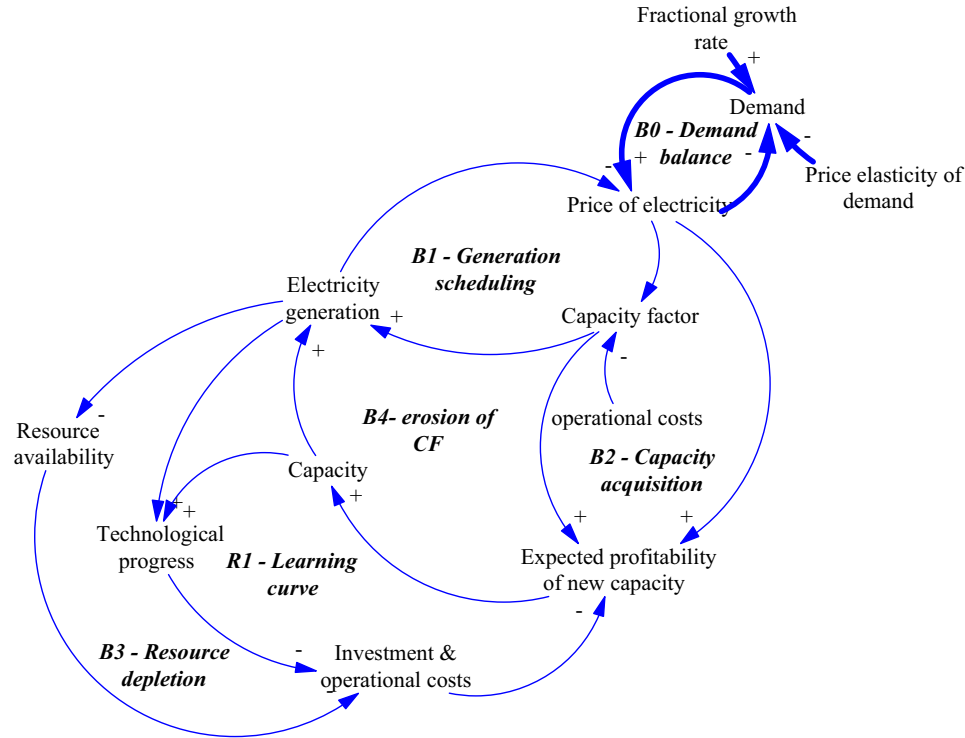 Fractional growth
rate
+
Demand
B0 - Demand
balance
-
-
-
+
Price elasticity of
demand
Price of electricity
B1 - Generation
scheduling
Electricity
generation
+
Capacity factor
+
-
operational costs
B4- erosion of
CF
B2 - Capacity
acquisition
-
Resource
availability
Capacity
+
+
+
Technological
progress
R1 - Learning
curve
+
+
Expected profitability
of new capacity
-
B3 - Resource
depletion
-
Investment &
operational costs
-